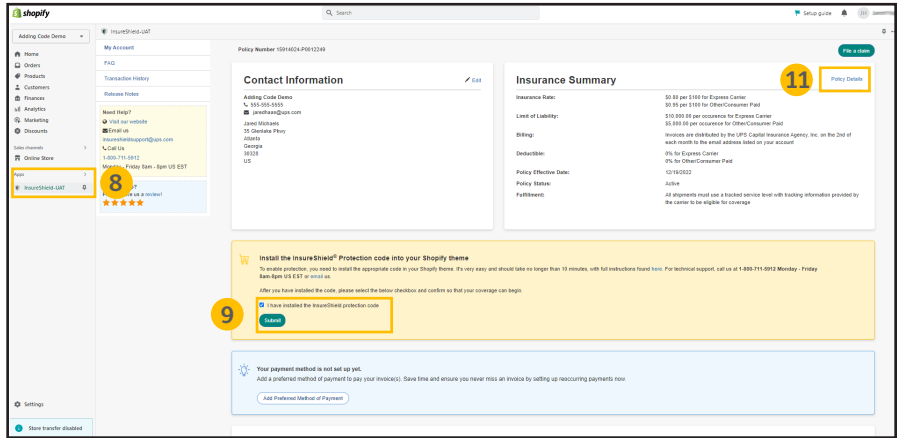 shopify
Search
Setup guide
JH
Adding Code Demo
Home
Orders
Products
Customers
Finances
Analytics
Marketing
Discounts
Sales channels
Online Store
Apps
InsureShield-UAT
Settings
Store transfer disabled
InsureShield-UAT
My Account
FAQ
Transaction History
Release Notes
Need Help?
Visit our website
Email us
insureshieldsupport@ups.com
Call Us
1-800-711-5912
Monday - Friday 8am - 8pm US EST
8
us a review!
Policy Number 15914024-P0012249
File a claim
Contact Information
Edit
Adding Code Demo
555-555-5555
jaredhaas@ups.com
Jared Michaels
35 Glenlake Pkwy
Atlanta
Georgia
30328
US
Insurance Summary
11
Policy Details
Insurance Rate: $0.80 per $100 for Express Carrier
$0.95 per $100 for Other/Consumer Paid
Limit of Liability: $10,000.00 per occurence for Express Carrier
$5,000.00 per occurence for Other/Consumer Paid
Billing: Invoices are distributed by the UPS Capital Insurance Agency, Inc. on the 2nd of
each month to the email address listed on your account
Deductible: 0% for Express Carrier
0% for Other/Consumer Paid
Policy Effective Date: 12/19/2022
Policy Status: Active
Fulfillment: All shipments must use a tracked service level with tracking information provided by
the carrier to be eligible for coverage
Install the InsureShield® Protection code into your Shopify theme
To enable protection, you need to install the appropriate code in your Shopify theme. It's very easy and should take no longer than 10 minutes, with full instructions found here. For technical support, call us at 1-800-711-5912 Monday - Friday
8am-8pm US EST or email us.
After you have installed the code, please select the below checkbox and confirm so that your coverage can begin.
9
I have installed the InsureShield protection code
Submit
Your payment method is not set up yet.
Add a preferred method of payment to pay your invoice(s). Save time and ensure you never miss an invoice by setting up reoccurring payments now.
Add Preferred Method of Payment